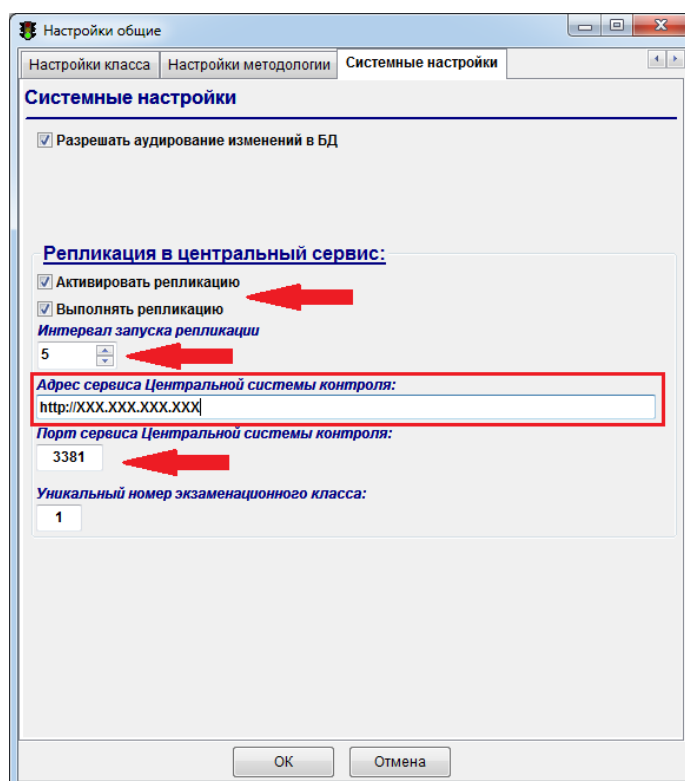 Настройки общие
Настройки класса Настройки методологии Системные настройки
Системные настройки
Разрешать аудирование изменений в БД
Репликация в центральный сервис:
Активировать репликацию
Выполнять репликацию
Интервал запуска репликации
5
Адрес сервиса Центральной системы контроля:
http://XXX.XXX.XXX.XXX
Порт сервиса Центральной системы контроля:
3381
Уникальный номер экзаменационного класса:
1
ОК Отмена